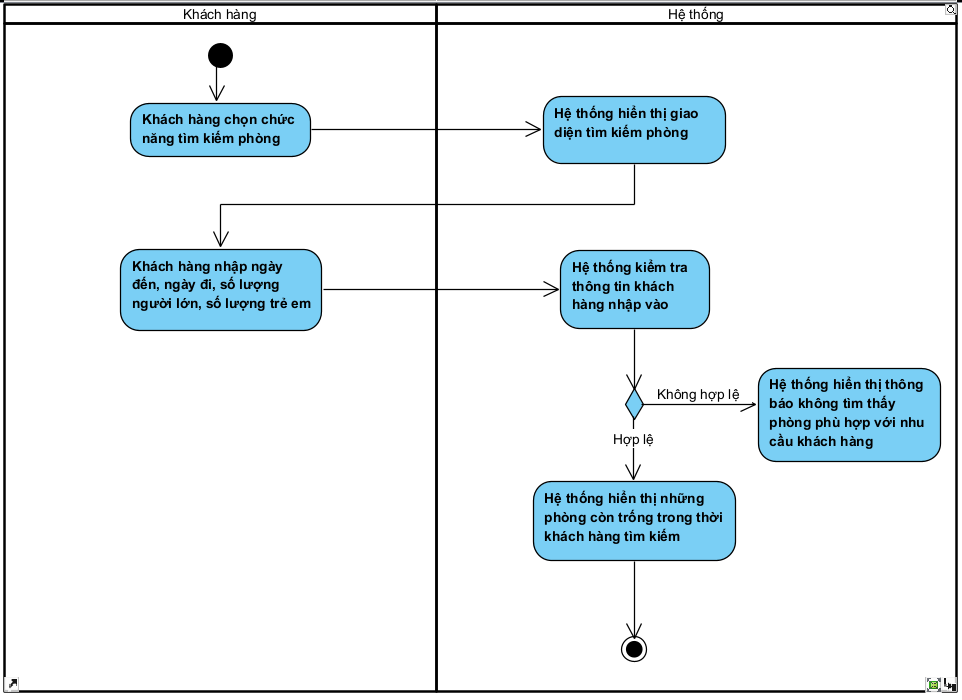 Khách hàng
Hệ thống
Khách hàng chọn chức
năng tìm kiếm phòng
Hệ thống hiển thị giao
diện tìm kiếm phòng
Khách hàng nhập ngày
đến, ngày đi, số lượng
người lớn, số lượng trẻ em
Hệ thống kiểm tra
thông tin khách
hàng nhập vào
Không hợp lệ
Hệ thống hiển thị thông
báo không tìm thấy
phòng phù hợp với nhu
cầu khách hàng
Hợp lệ
Hệ thống hiển thị những
phòng còn trống trong thời
khách hàng tìm kiếm